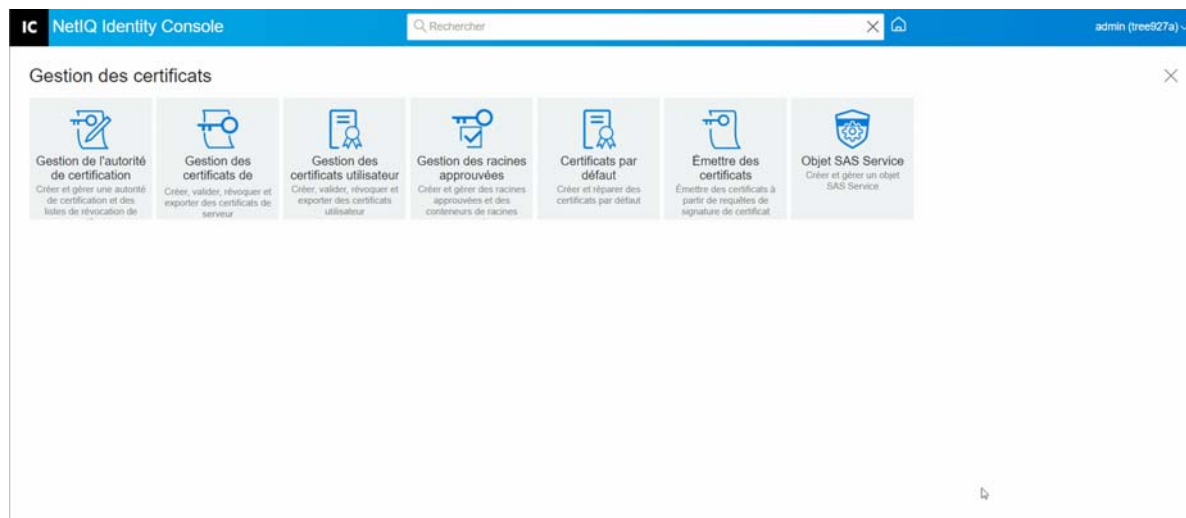 IC NetIQ Identity Console
Rechercher
admin (tree927a)
Gestion des certificats
Gestion de l'autorité
de certification
Créer et gérer une autorité
de certification et des
listes de révocation de
Gestion des
certificats de
Créer, valider, révoquer et
exporter des certificats de
serveur
Gestion des
certificats utilisateur
Créer, valider, révoquer et
exporter des certificats
utilisateur
Gestion des racines
approuvées
Créer et gérer des racines
approuvées et des
conteneurs de racines
Certificats par
défaut
Créer et réparer des
certificats par défaut
Émettre des
certificats
Émettre des certificats à
partir de requêtes de
signature de certificat
Objet SAS Service
Créer et gérer un objet
SAS Service